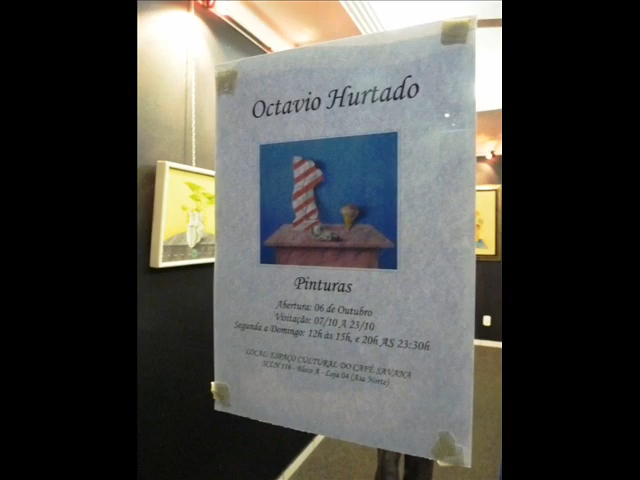 Octavio Hurtado
Pinturas
Abertura: 06 de Outubro
Visitação: 07/10 A 23/10
Segunda a Domingo: 12h às 15h, e 20h AS 23:30h
LOCAL: ESPAÇO CULTURAL DO CAFÉ SAVANA
SCLN 116 - Bloco A - Loja 04 (Asa Norte)